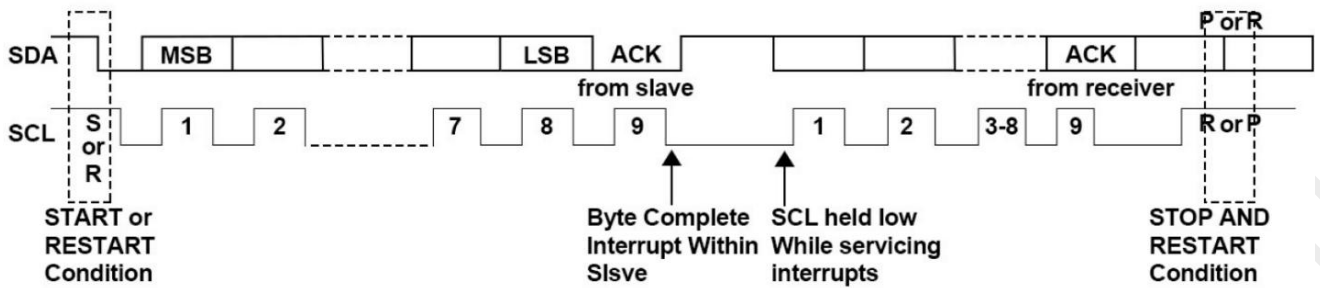 P or R
SDA MSB LSB ACK ACK
from slave from receiver
SCL S or R 1 2 7 8 9 1 2 3-8 9 R or P
START or
RESTART
Condition
Byte Complete
Interrupt Within
Slsve
SCL held low
While servicing
interrupts
STOP AND
RESTART
Condition